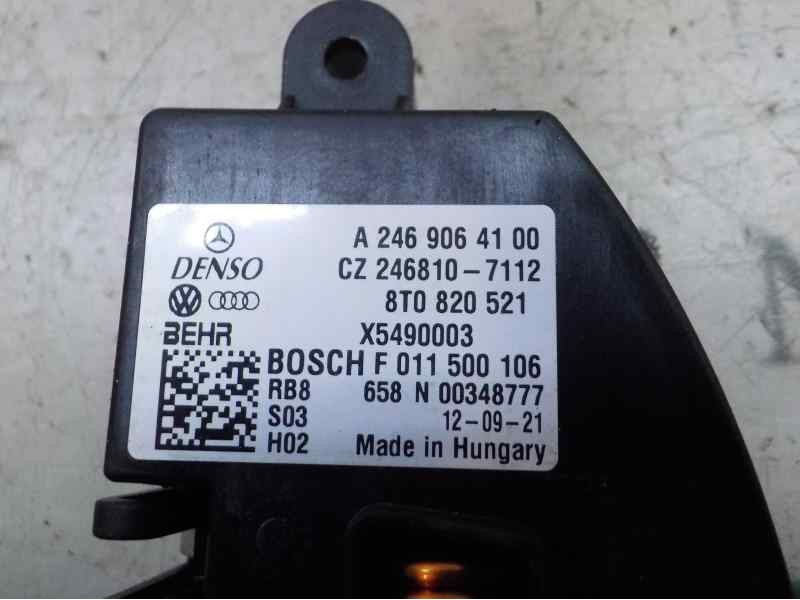 A 246 906 41 00
DENSO CZ 246810-7112
8T0 820 521
BEHR X5490003
BOSCH F 011 500 106
RB8 658 N 00348777
S03 12-09-21
H02 Made in Hungary